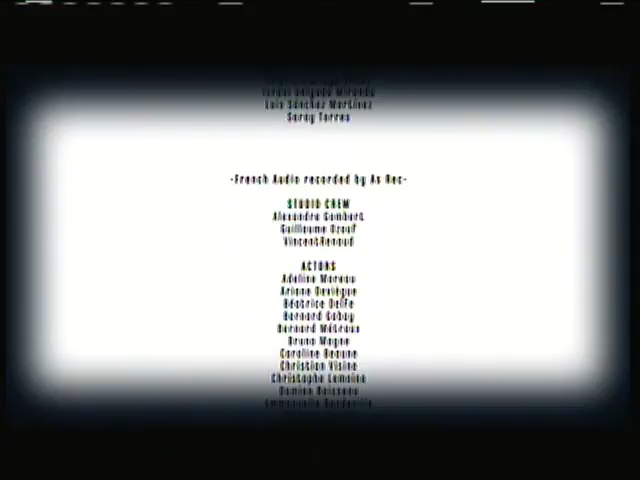 Israel Delgado Miranda
Luis Sánchez Martínez
Saray Torres
-French Audio recorded by As Rec-
STUDIO CREW
Alexandre Gombert
Guillaume Ozouf
Vincent Renaud
ACTORS
Adeline Moreau
Ariane Deviègue
Béatrice Delfe
Bernard Gabay
Bernard Métraux
Bruno Magne
Caroline Beaune
Christian Visine
Christophe Lemoine
Damien Boisseau